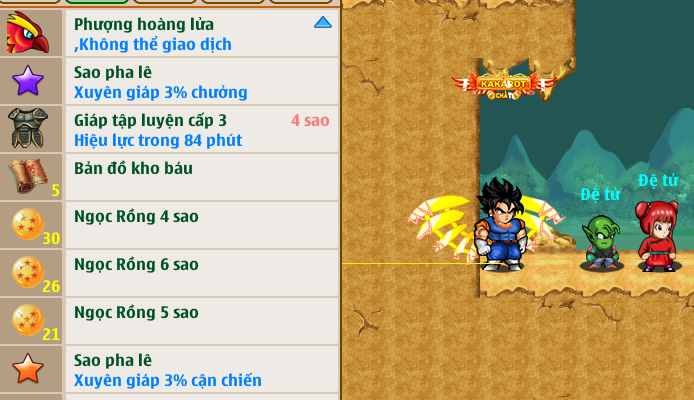 Phượng hoàng lửa
,Không thể giao dịch
Sao pha lê
Xuyên giáp 3% chưởng
Giáp tập luyện cấp 3
4 sao
Hiệu lực trong 84 phút
Bản đồ kho báu
5
Ngọc Rồng 4 sao
30
Ngọc Rồng 6 sao
26
Ngọc Rồng 5 sao
21
Sao pha lê
Xuyên giáp 3% cận chiến
KAKAROT
Đệ tử
Đệ tử